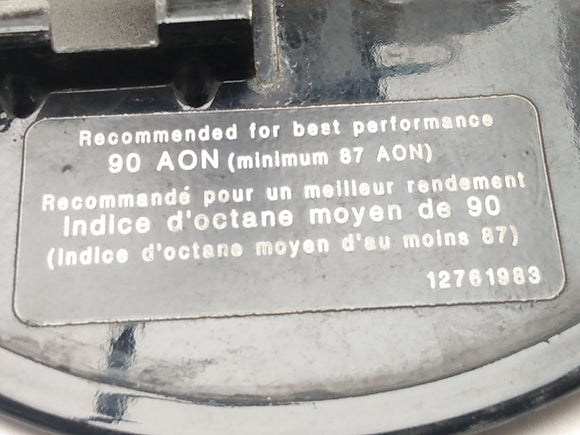 Recommended for best performance
90 AON (minimum 87 AON)
Recommandé pour un meilleur rendement
Indice d'octane moyen de 90
(Indice d'octane moyen d'au moins 87)
12761983